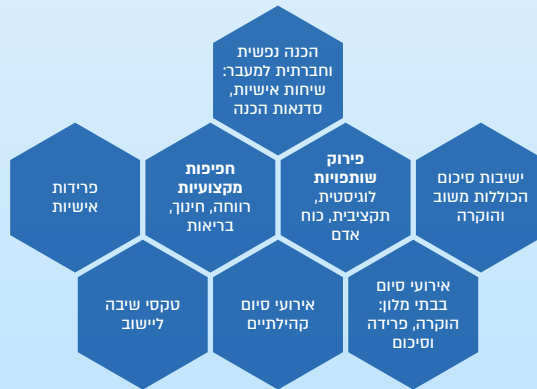 הכנה נפשית
וחברתית למעבר:
שיחות אישיות,
סדנאות הכנה
ישיבות סיכום
הכוללות משוב
והוקרה
פירוק
שותפויות
לוגיסטית,
תקציבית, כוח
אדם
חפיפות
מקצועיות
רווחה, חינוך,
בריאות
פרידות
אישיות
אירועי סיום
בבתי מלון:
הוקרה, פרידה
וסיכום
אירועי סיום
קהילתיים
טקסי שיבה
ליישוב